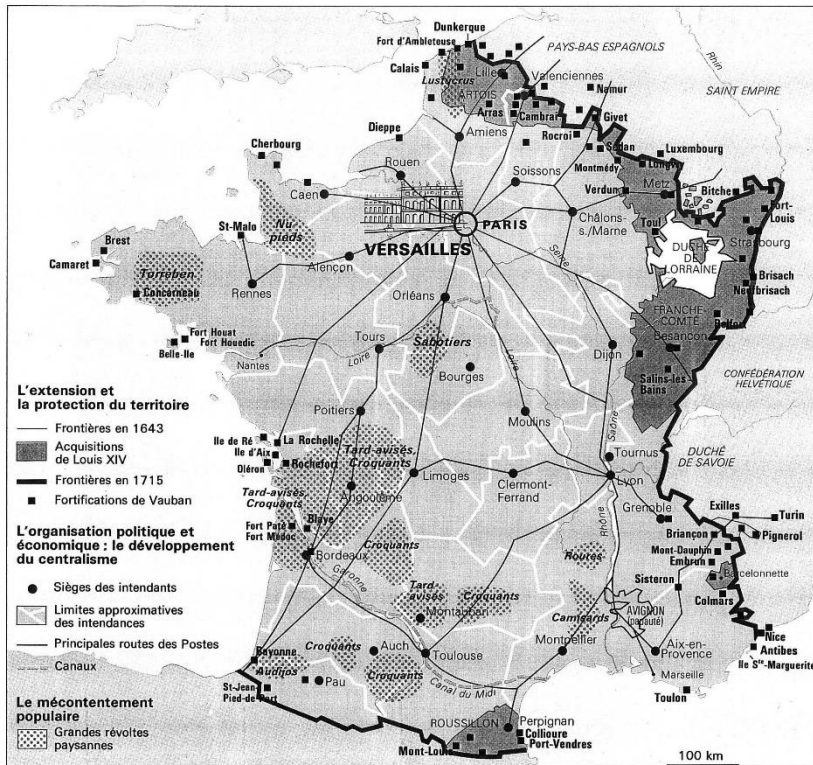 Dunkerque
Fort d'Ambleteuse
PAYS-BAS ESPAGNOLS
Rhin
Calais
Lille
Lustucrus
Valenciennes
ARTOIS
Namur
SAINT EMPIRE
Arras
Cambrai
Givet
Dieppe
Amiens
Rocroi
Cherbourg
Sedan
Luxembourg
Rouen
Soissons
Montmédy
Longwy
Caen
Verdun
Metz
Bitche
Fort-
Louis
Nu-
pieds
PARIS
Châlons-
s./Marne
Toul
St-Malo
VERSAILLES
Strasbourg
DUCHÉ
DE
LORRAINE
Brest
Alençon
Seine
Camaret
Torrében
Brisach
Concarneau
Rennes
Neufbrisach
Orléans
FRANCHE-
COMTÉ
Belfort
Fort Houat
Fort Houedic
Tours
Sabotiers
Besançon
Belle-Ile
Loire
Loire
Dijon
Nantes
Bourges
Salins-les
Bains
CONFÉDÉRATION
HELVÉTIQUE
L'extension et
la protection du territoire
Frontières en 1643
Acquisitions
de Louis XIV
Frontières en 1715
Fortifications de Vauban
L'organisation politique et
économique : le développement
du centralisme
Sièges des intendants
Limites approximatives
des intendances
Principales routes des Postes
Canaux
Le mécontentement
populaire
Grandes révoltes
paysannes
Poitiers
Moulins
Saône
Ile de Ré
La Rochelle
Ile d'Aix
Tard-avisés,
Croquants
Tournus
DUCHÉ
DE SAVOIE
Oléron
Rochefort
Limoges
Clermont-
Ferrand
Lyon
Tard-avisés,
Croquants
Angoulême
Fort Paté
Blaye
Fort Médoc
Grenoble
Exilles
Turin
Rhône
Briançon
Pignerol
Bordeaux
Croquants
Roures
Mont-Dauphin
Embrun
Garonne
Tard-
avisés
Croquants
Sisteron
Barcelonnette
Montauban
Camisards
AVIGNON
(papauté)
Colmars
Bayonne
Croquants
Auch
Montpellier
Nice
Audijos
Toulouse
Aix-en-
Provence
Antibes
Croquants
Ile Ste-Marguerite
St-Jean-
Pied-de-Port
Pau
Canal du Midi
Marseille
Toulon
ROUSSILLON
Perpignan
Collioure
Port-Vendres
Mont-Louis
100 km